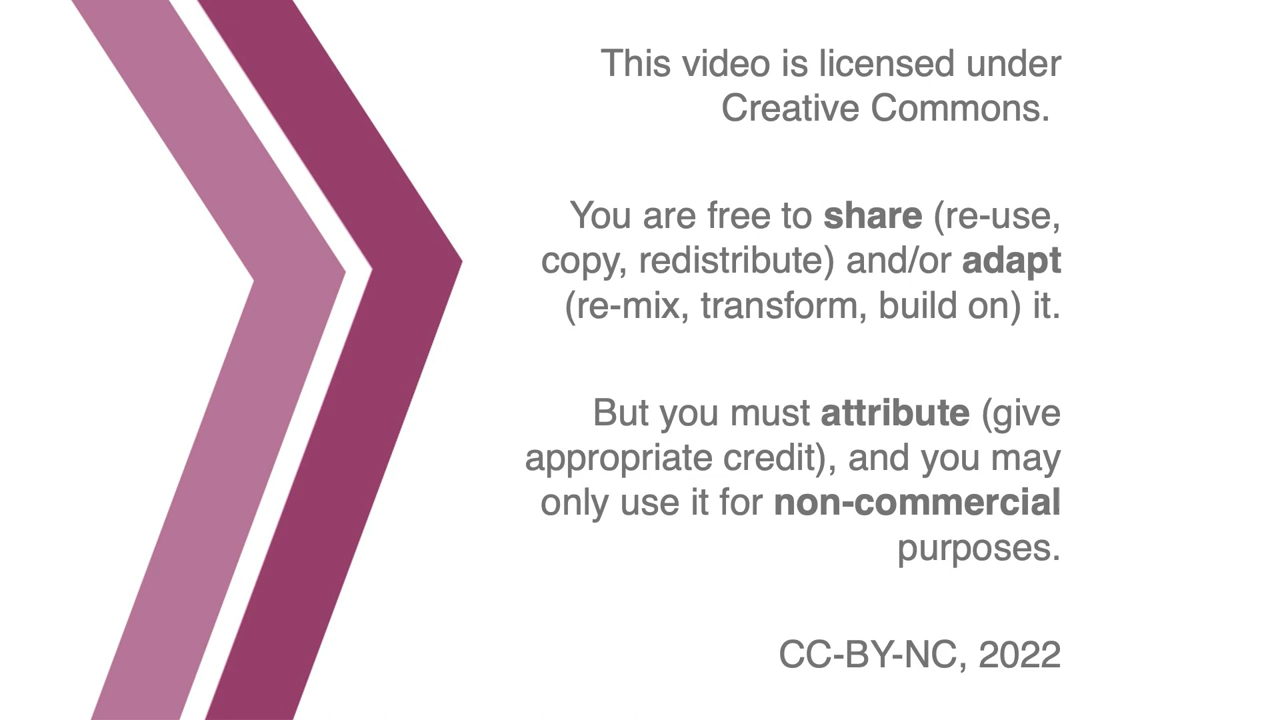 This video is licensed under
Creative Commons.
You are free to share (re-use,
copy, redistribute) and/or adapt
(re-mix, transform, build on) it.
But you must attribute (give
appropriate credit), and you may
only use it for non-commercial
purposes.
CC-BY-NC, 2022